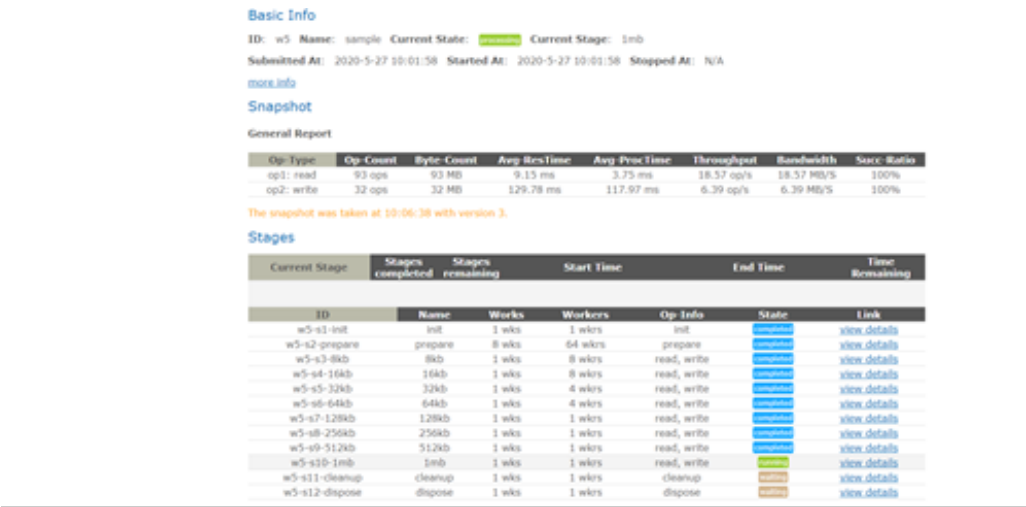 Basic Info
ID: w5 Name: sample Current State: processing Current Stage: 1mb
Submitted At: 2020-5-27 10:01:58 Started At: 2020-5-27 10:01:58 Stopped At: N/A
more info
Snapshot
General Report
Op-Type Op-Count Byte-Count Avg-ResTime Avg-ProcTime Throughput Bandwidth Succ-Ratio
op1: read 93 ops 93 MB 9.15 ms 3.75 ms 18.57 op/s 18.57 MB/S 100%
op2: write 32 ops 32 MB 129.78 ms 117.97 ms 6.39 op/s 6.39 MB/S 100%
The snapshot was taken at 10:06:38 with version 3.
Stages
Current Stage Stages completed Stages remaining Start Time End Time Time Remaining
ID Name Works Workers Op-Info State Link
w5-s1-init init 1 wks 1 wkrs init completed view details
w5-s2-prepare prepare 8 wks 64 wkrs prepare completed view details
w5-s3-8kb 8kb 1 wks 8 wkrs read, write completed view details
w5-s4-16kb 16kb 1 wks 8 wkrs read, write completed view details
w5-s5-32kb 32kb 1 wks 4 wkrs read, write completed view details
w5-s6-64kb 64kb 1 wks 4 wkrs read, write completed view details
w5-s7-128kb 128kb 1 wks 1 wkrs read, write completed view details
w5-s8-256kb 256kb 1 wks 1 wkrs read, write completed view details
w5-s9-512kb 512kb 1 wks 1 wkrs read, write completed view details
w5-s10-1mb 1mb 1 wks 1 wkrs read, write running view details
w5-s11-cleanup cleanup 1 wks 1 wkrs cleanup waiting view details
w5-s12-dispose dispose 1 wks 1 wkrs dispose waiting view details